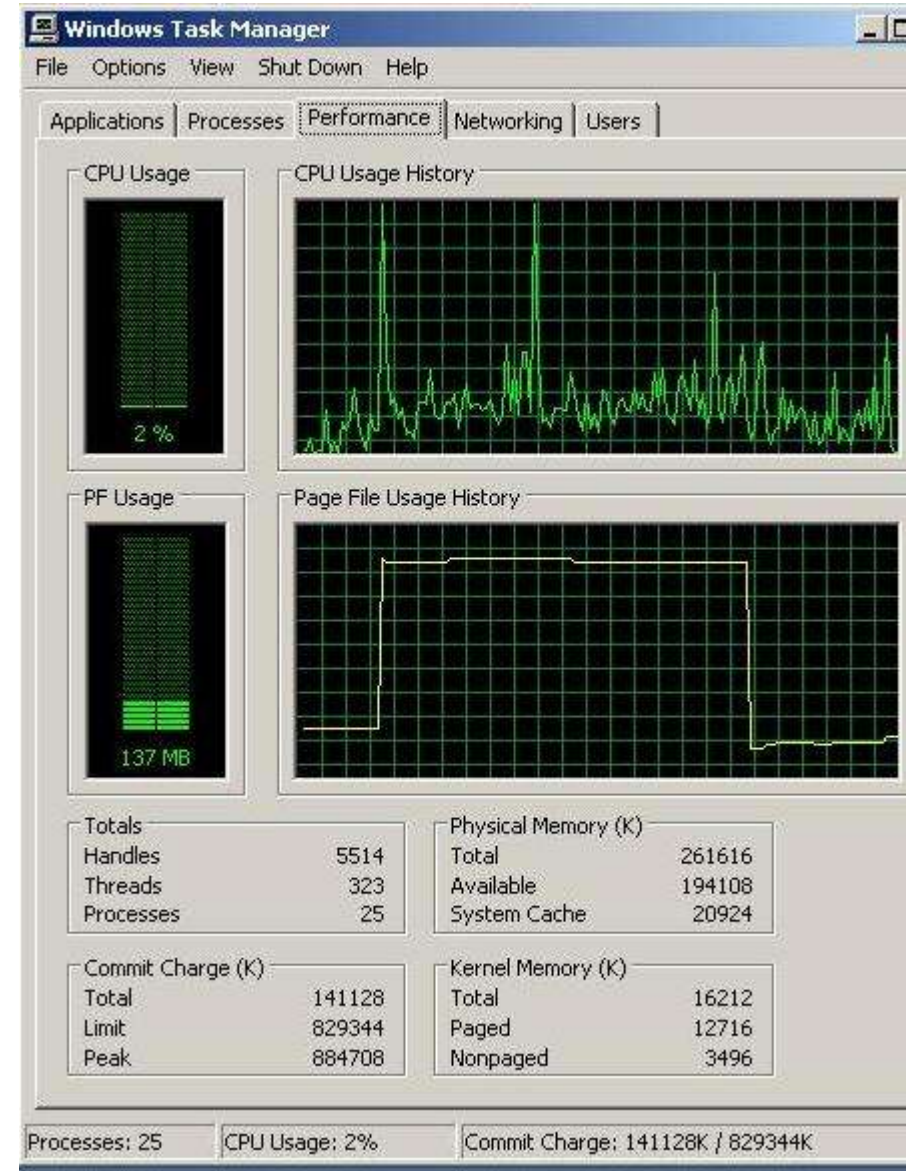 Windows Task Manager
File Options View Shut Down Help
Applications Processes Performance Networking Users
CPU Usage
CPU Usage History
2 %
PF Usage
Page File Usage History
137 MB
Totals
Handles 5514
Threads 323
Processes 25
Physical Memory (K)
Total 261616
Available 194108
System Cache 20924
Commit Charge (K)
Total 141128
Limit 829344
Peak 884708
Kernel Memory (K)
Total 16212
Paged 12716
Nonpaged 3496
Processes: 25 CPU Usage: 2% Commit Charge: 141128K / 829344K